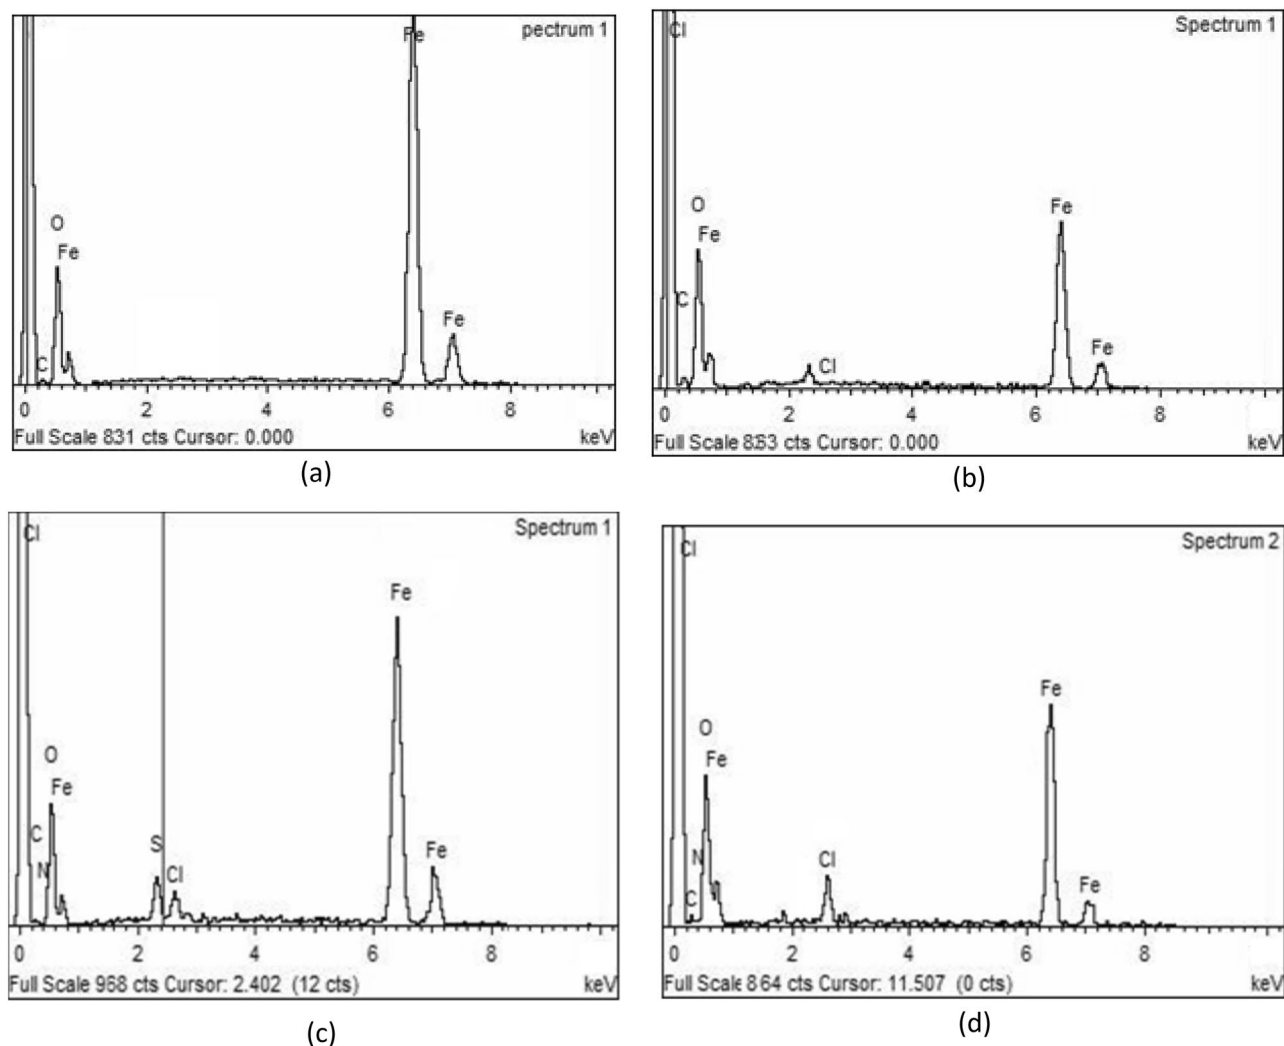 pectrum 1
Fe
O
Fe
C
Fe
0 2 4 6 8
Full Scale 831 cts Cursor: 0.000 keV
(a)
Spectrum 1
Cl
O
Fe
C
Fe
Cl
Fe
0 2 4 6 8
Full Scale 883 cts Cursor: 0.000 keV
(b)
Spectrum 1
Cl
Fe
O
Fe
C
N
S
Cl
Fe
0 2 4 6 8
Full Scale 968 cts Cursor: 2.402 (12 cts) keV
(c)
Spectrum 2
Cl
Fe
O
Fe
N
C
Cl
Fe
0 2 4 6 8
Full Scale 864 cts Cursor: 11.507 (0 cts) keV
(d)